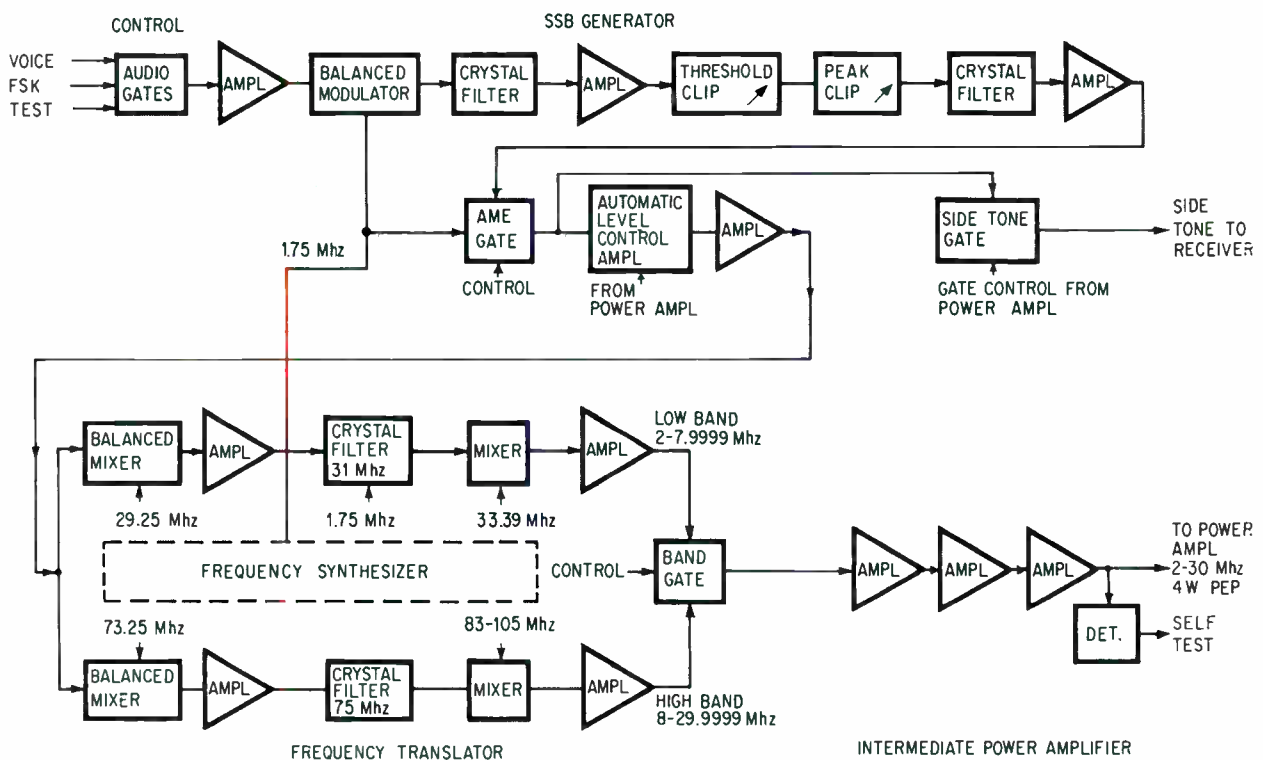 CONTROL
SSB GENERATOR
VOICE
FSK
TEST
AUDIO
GATES
AMPL
BALANCED
MODULATOR
CRYSTAL
FILTER
AMPL
THRESHOLD
CLIP
PEAK
CLIP
CRYSTAL
FILTER
AMPL
1.75 Mhz
AME
GATE
CONTROL
AUTOMATIC
LEVEL
CONTROL
AMPL
FROM
POWER AMPL
AMPL
SIDE TONE
GATE
GATE CONTROL FROM
POWER AMPL
SIDE
TONE TO
RECEIVER
BALANCED
MIXER
29.25 Mhz
AMPL
CRYSTAL
FILTER
31 Mhz
1.75 Mhz
MIXER
33.39 Mhz
AMPL
LOW BAND
2-7.9999 Mhz
FREQUENCY SYNTHESIZER
CONTROL
BAND
GATE
AMPL
AMPL
AMPL
TO POWER
AMPL
2-30 Mhz
4W PEP
DET.
SELF
TEST
73.25 Mhz
BALANCED
MIXER
AMPL
CRYSTAL
FILTER
75 Mhz
83-105 Mhz
MIXER
AMPL
HIGH BAND
8-29.9999 Mhz
FREQUENCY TRANSLATOR
INTERMEDIATE POWER AMPLIFIER